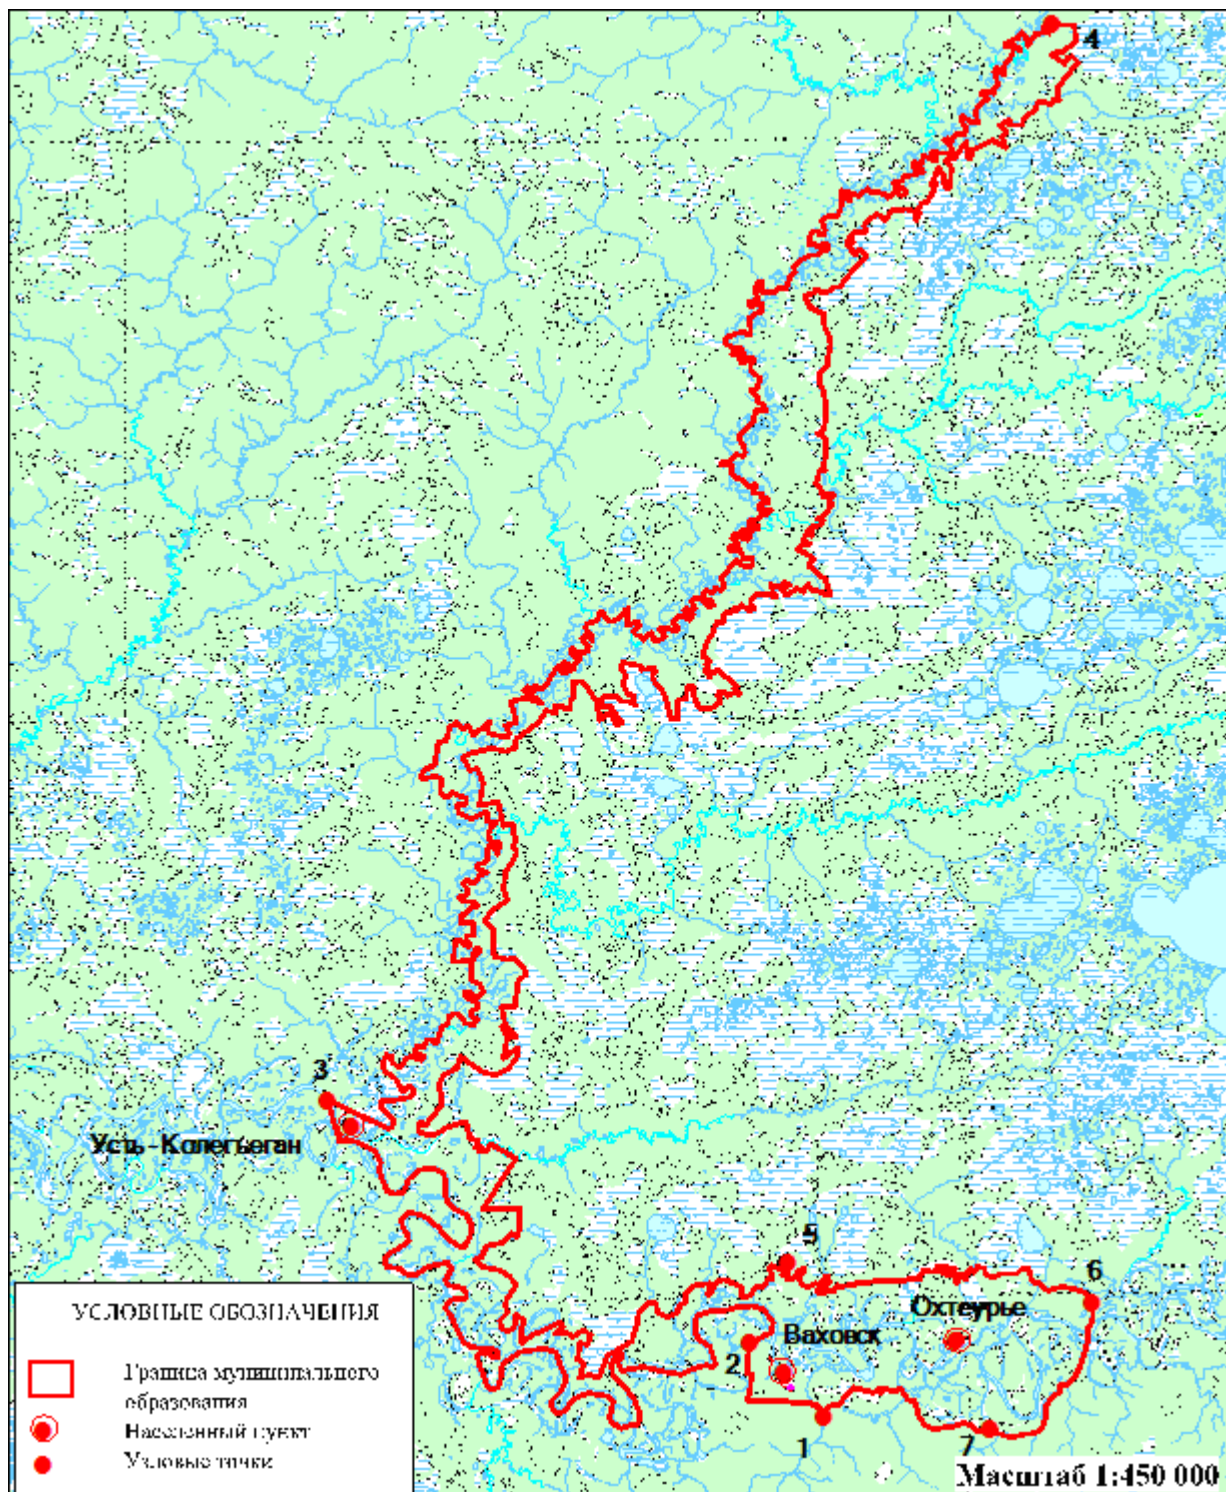 4
3
Усть-Колегъеган
5
6
Охтеурье
Ваховск
2
1
7
УСЛОВНЫЕ ОБОЗНАЧЕНИЯ
Граница муниципального
образования
Населенный пункт
Узловые точки
Масштаб 1:450 000